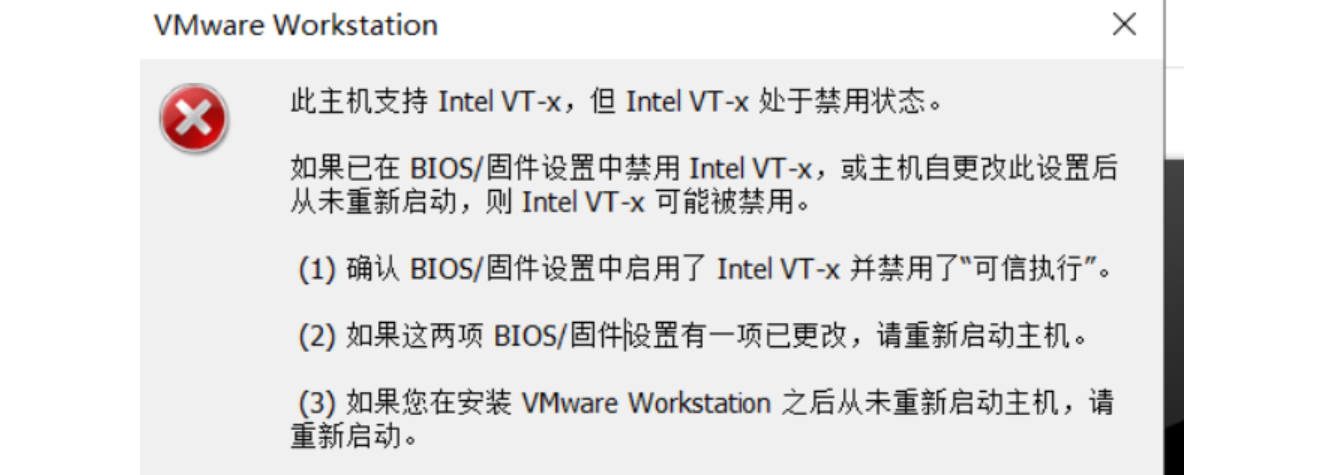 VMware Workstation
此主机支持 Intel VT-x，但 Intel VT-x 处于禁用状态。
如果已在 BIOS/固件设置中禁用 Intel VT-x，或主机自更改此设置后
从未重新启动，则 Intel VT-x 可能被禁用。
(1) 确认 BIOS/固件设置中启用了 Intel VT-x 并禁用了“可信执行”。
(2) 如果这两项 BIOS/固件设置有一项已更改，请重新启动主机。
(3) 如果您在安装 VMware Workstation 之后从未重新启动主机，请
重新启动。